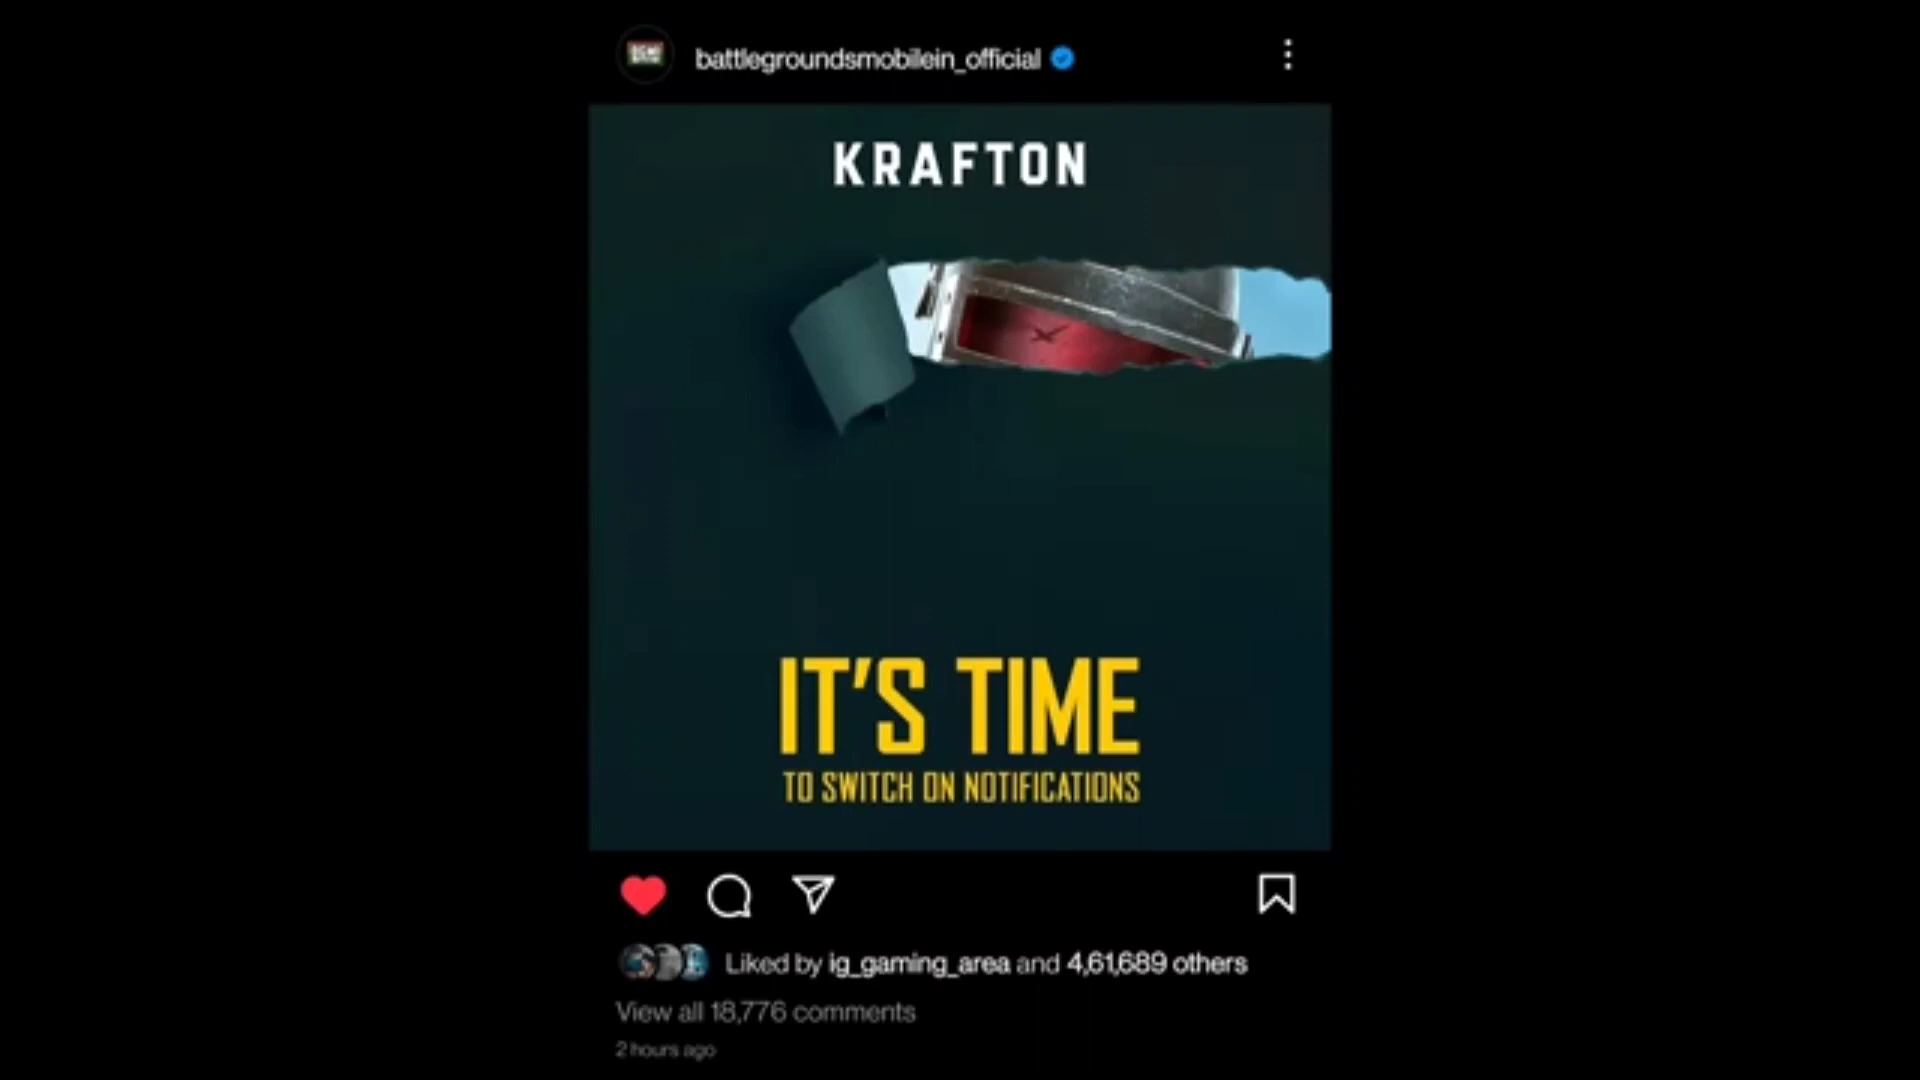 battlegroundsmobilein_official
KRAFTON
IT'S TIME
TO SWITCH ON NOTIFICATIONS
Liked by ig_gaming_area and 4,61,689 others
View all 18,776 comments
2 hours ago